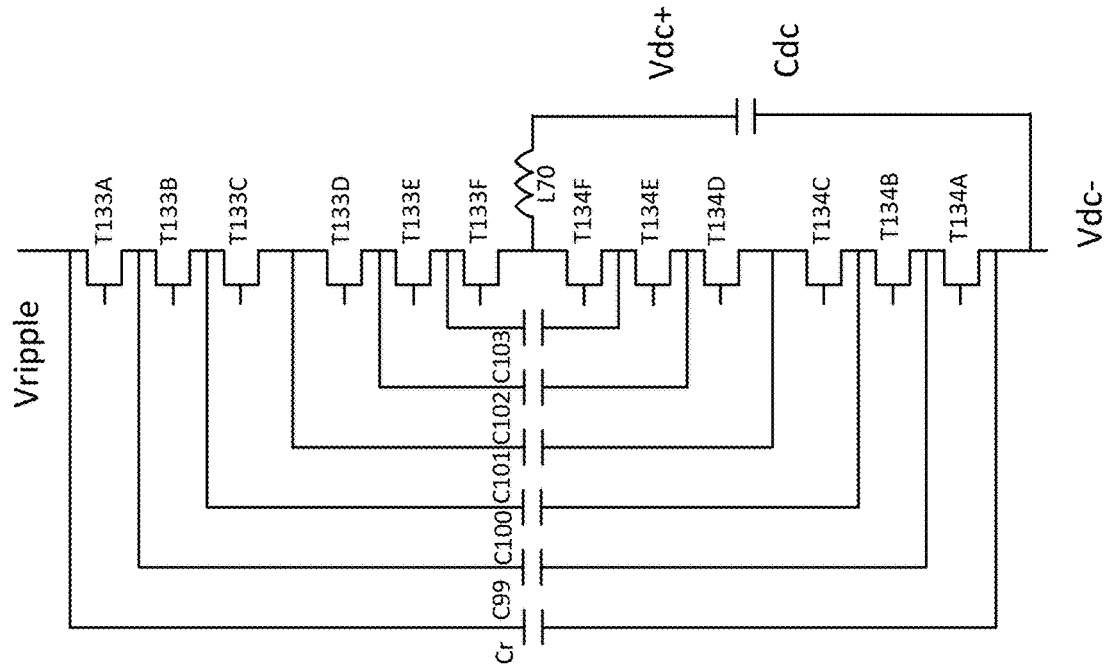 Vripple
T133A
T133B
T133C
T133D
T133E
T133F
L70
T134F
T134E
T134D
T134C
T134B
T134A
Vdc+
Cdc
Vdc-
C103
C102
C101
C100
C99
Cr